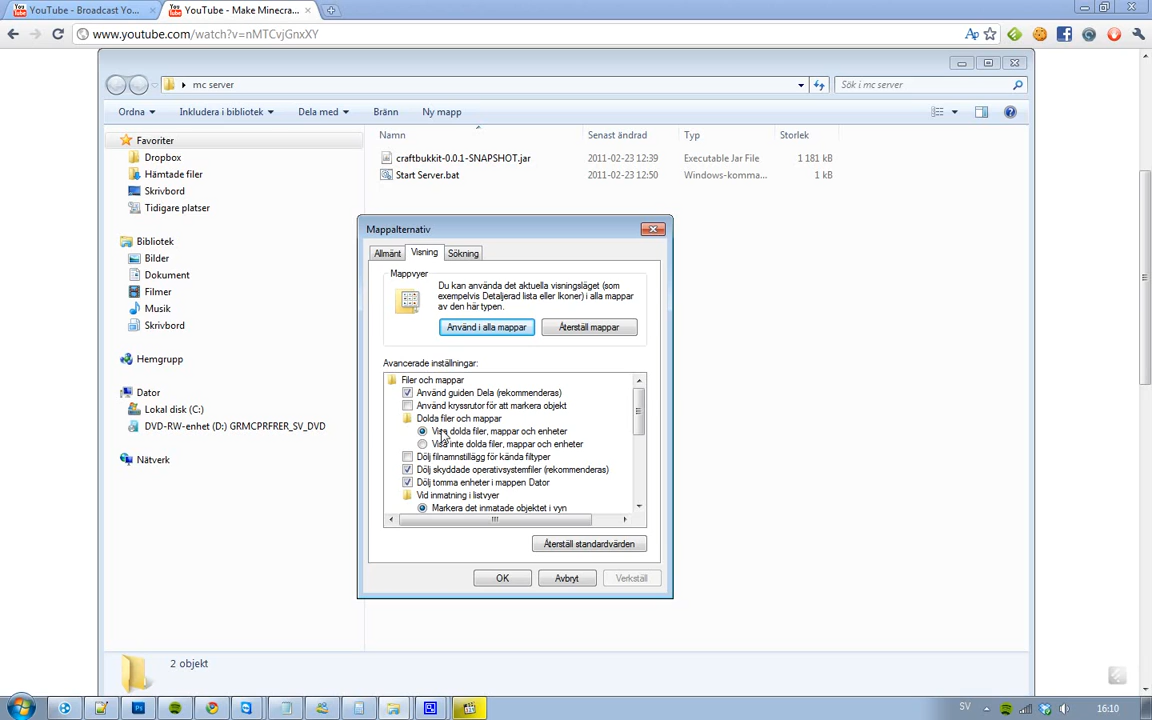 YouTube - Broadcast Yo...
YouTube - Make Minecra...
www.youtube.com/watch?v=nMTCvjGnxXY
mc server
Sök i mc server
Ordna
Inkludera i bibliotek
Dela med
Bränn
Ny mapp
Favoriter
Dropbox
Hämtade filer
Skrivbord
Tidigare platser
Bibliotek
Bilder
Dokument
Filmer
Musik
Skrivbord
Hemgrupp
Dator
Lokal disk (C:)
DVD-RW-enhet (D:) GRMCPRFRER_SV_DVD
Nätverk
Namn Senast ändrad Typ Storlek
craftbukkit-0.0.1-SNAPSHOT.jar 2011-02-23 12:39 Executable Jar File 1 181 kB
Start Server.bat 2011-02-23 12:50 Windows-komma... 1 kB
Mappalternativ
Allmänt Visning Sökning
Mappvyer
Du kan använda det aktuella visningsläget (som
exempelvis Detaljerad lista eller Ikoner) i alla mappar
av den här typen.
Använd i alla mappar Återställ mappar
Avancerade inställningar:
Filer och mappar
Använd guiden Dela (rekommenderas)
Använd kryssrutor för att markera objekt
Dolda filer och mappar
Visa dolda filer, mappar och enheter
Visa inte dolda filer, mappar och enheter
Dölj filnamnstillägg för kända filtyper
Dölj skyddade operativsystemfiler (rekommenderas)
Dölj tomma enheter i mappen Dator
Vid inmatning i listvyer
Markera det inmatade objektet i vyn
Återställ standardvärden
OK Avbryt Verkställ
2 objekt
SV
16:10